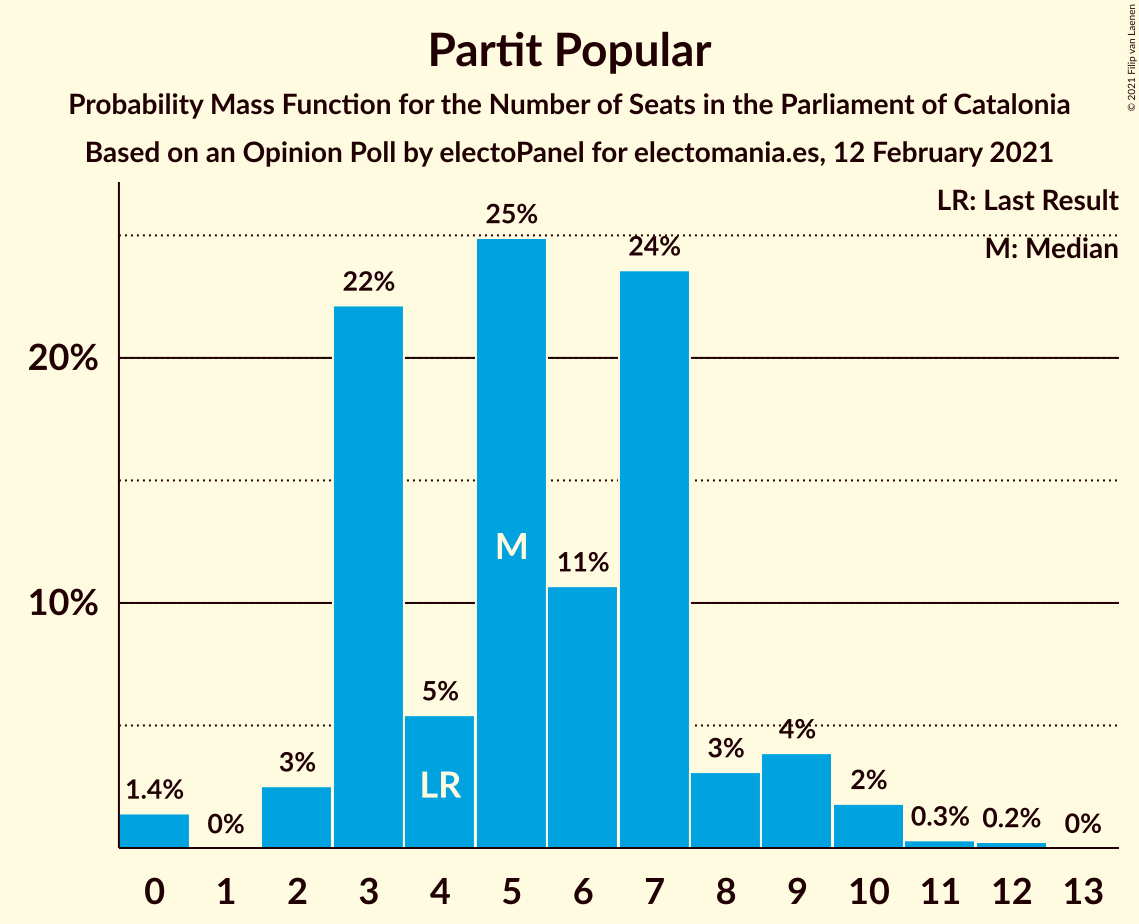 Partit Popular
Probability Mass Function for the Number of Seats in the Parliament of Catalonia
Based on an Opinion Poll by electoPanel for electomania.es, 12 February 2021
© 2021 Filip van Laenen
LR: Last Result
M: Median
25%
24%
22%
20%
M
11%
10%
5%
LR
4%
3%
3%
2%
1.4%
0%
0.3%
0.2%
0%
0 1 2 3 4 5 6 7 8 9 10 11 12 13